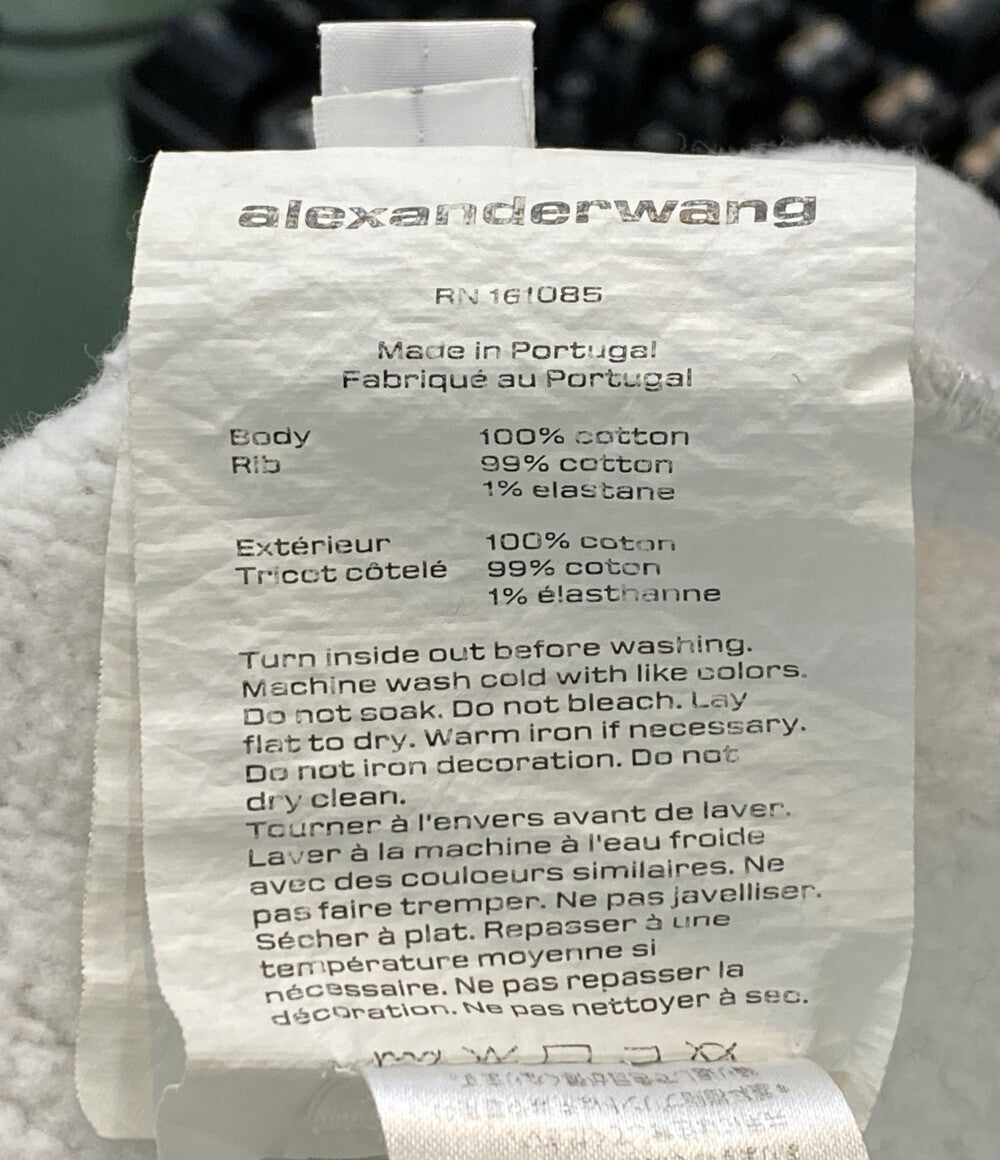 alexanderwang
RN 161085
Made in Portugal
Fabriqué au Portugal
Body 100% cotton
Rib 99% cotton
1% elastane
Extérieur 100% coton
Tricot côtelé 99% coton
1% élasthanne
Turn inside out before washing.
Machine wash cold with like colors.
Do not soak. Do not bleach. Lay
flat to dry. Warm iron if necessary.
Do not iron decoration. Do not
dry clean.
Tourner à l'envers avant de laver.
Laver à la machine à l'eau froide
avec des couloeurs similaires. Ne
pas faire tremper. Ne pas javelliser.
Sécher à plat. Repasser à une
température moyenne si
nécessaire. Ne pas repasser la
décoration. Ne pas nettoyer à sec.